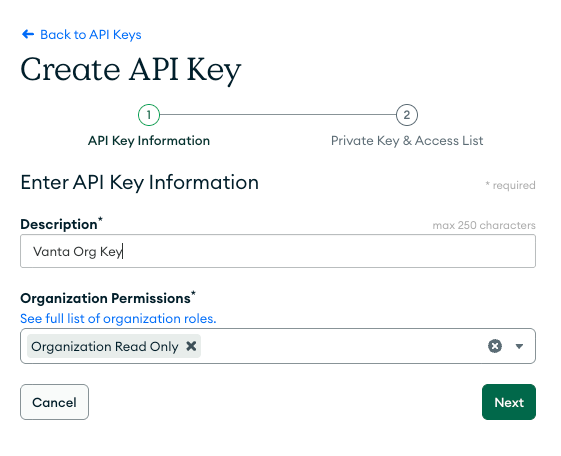 Back to API Keys
Create API Key
1
2
API Key Information
Private Key & Access List
Enter API Key Information
* required
Description*
max 250 characters
Vanta Org Key
Organization Permissions*
See full list of organization roles.
Organization Read Only
Cancel
Next